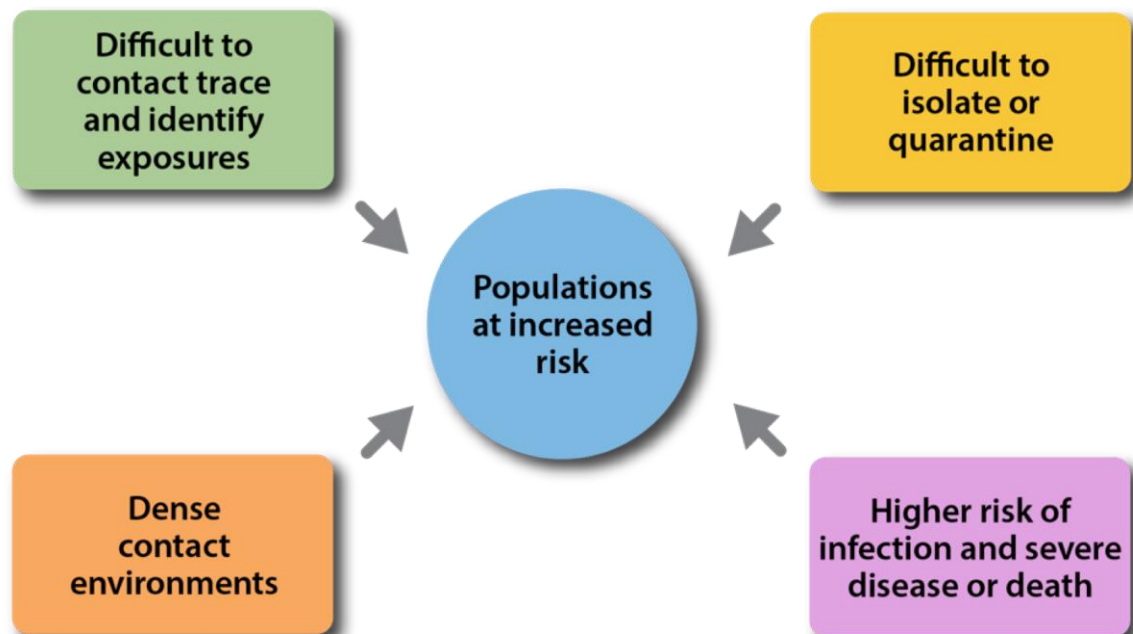 Difficult to
contact trace
and identify
exposures
Difficult to
isolate or
quarantine
Populations
at increased
risk
Dense
contact
environments
Higher risk of
infection and severe
disease or death